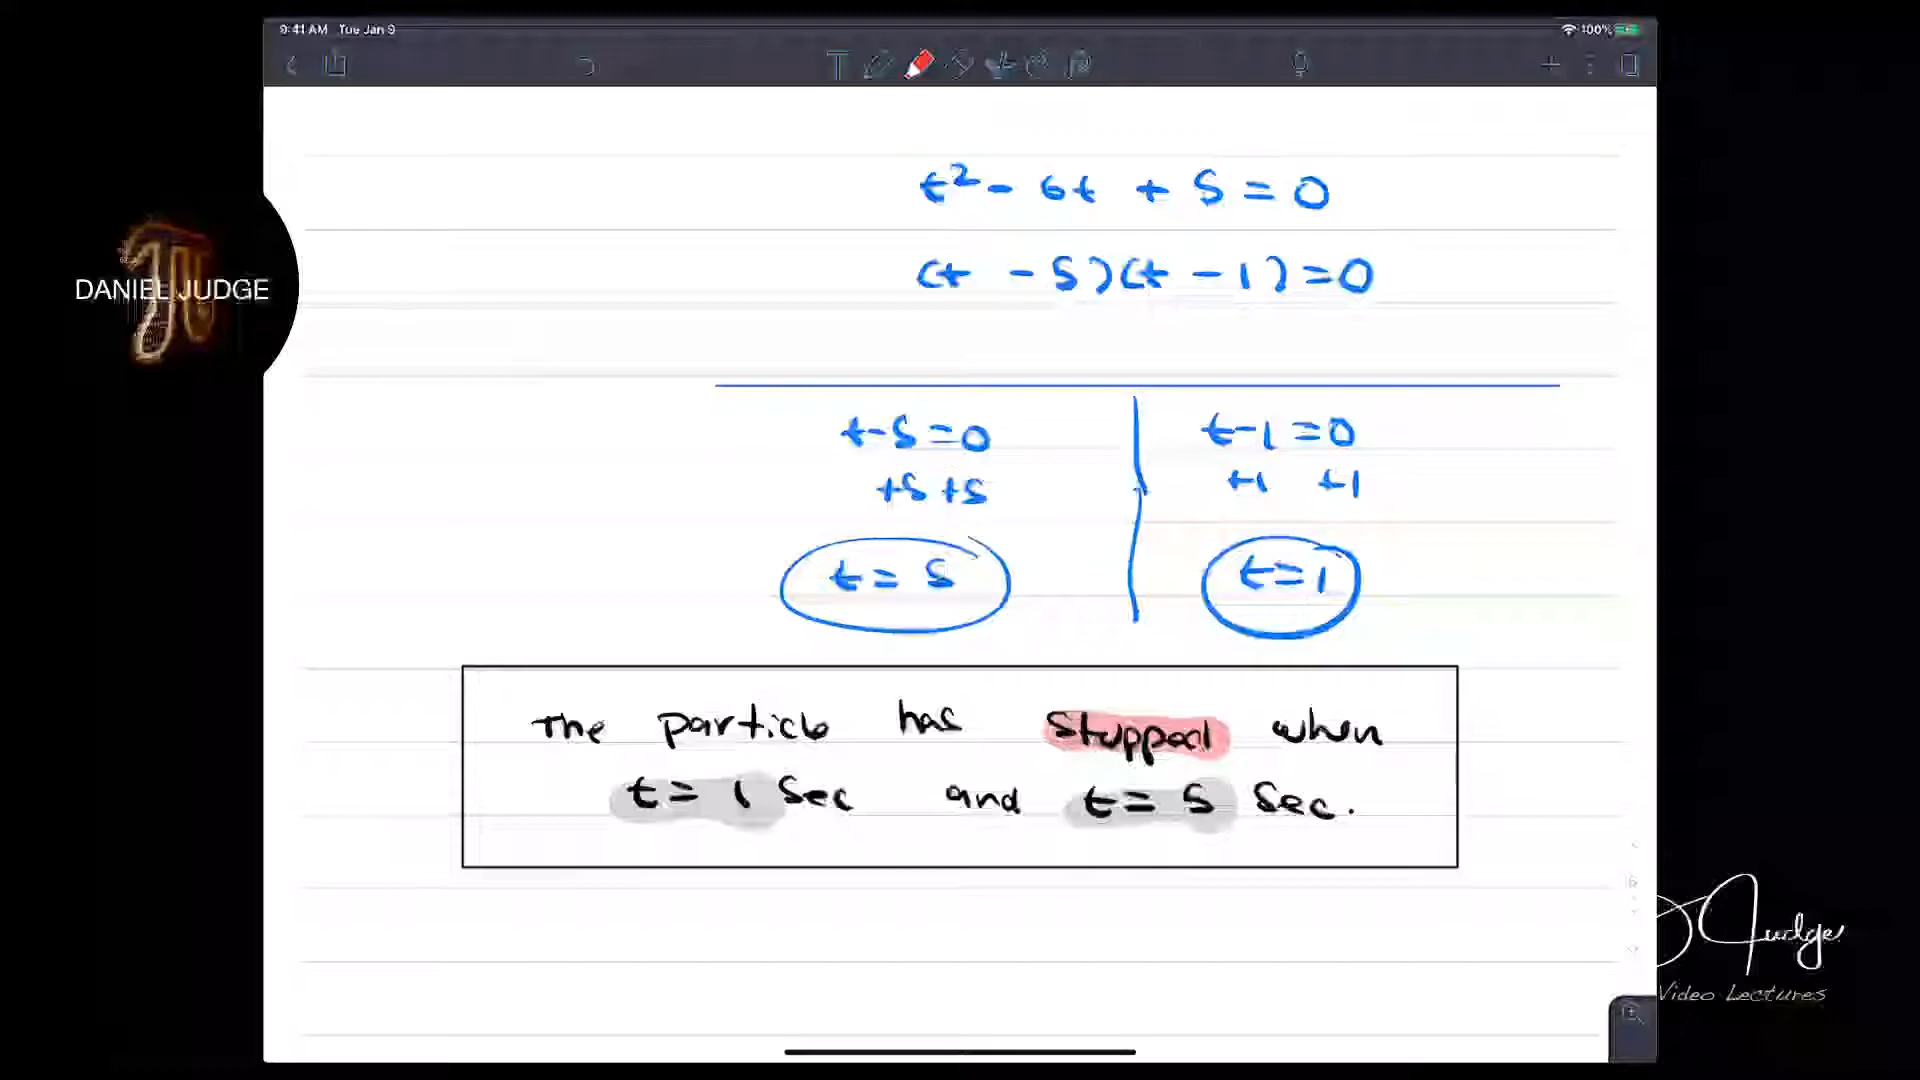 9:41 AM Tue Jan 9
100%
t² - 6t + 5 = 0
(t - 5)(t - 1) = 0
t - 5 = 0
+5 +5
t = 5
t - 1 = 0
+1 +1
t = 1
The particle has stopped when
t = 1 sec and t = 5 sec.
DANIEL JUDGE
DJudge
Video Lectures